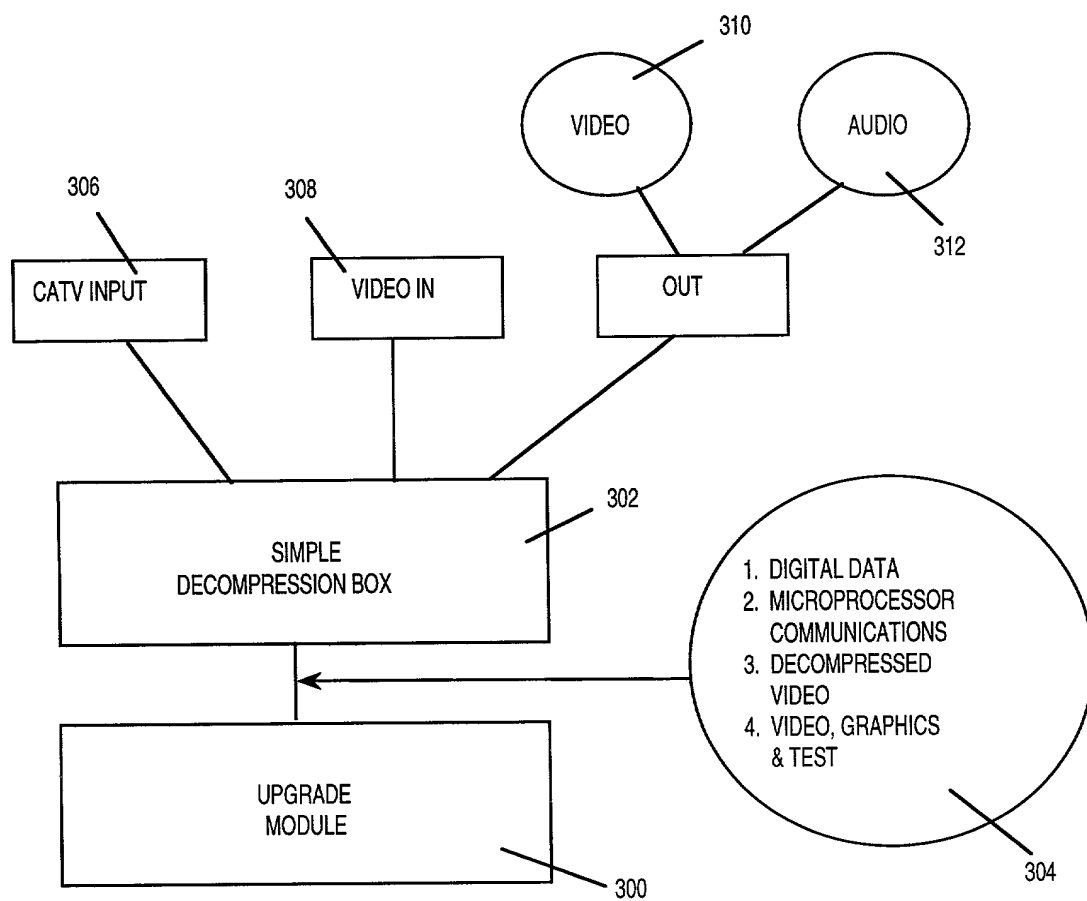 310
VIDEO
AUDIO
306
308
312
CATV INPUT
VIDEO IN
OUT
302
SIMPLE
DECOMPRESSION BOX
1. DIGITAL DATA
2. MICROPROCESSOR
COMMUNICATIONS
3. DECOMPRESSED
VIDEO
4. VIDEO, GRAPHICS
& TEST
UPGRADE
MODULE
304
300